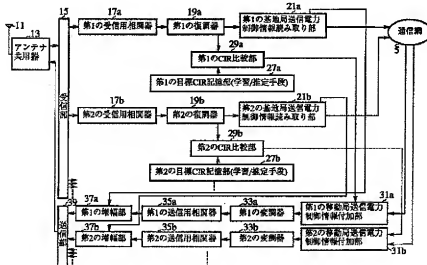 11
13
アンテナ
共用器
15
受信部
17a
第1の受信用相関器
19a
第1の復調器
21a
第1の基地局送信電力
制御情報読み取り部
通信網
5
29a
第1のCIR比較部
27a
第1の目標CIR記憶部(学習/推定手段)
17b
第2の受信用相関器
19b
第2の復調器
21b
第2の基地局送信電力
制御情報読み取り部
29b
第2のCIR比較部
27b
第2の目標CIR記憶部(学習/推定手段)
39
送信部
37a
第1の増幅部
35a
第1の送信用相関器
33a
第1の変調器
31a
第1の移動局送信電力
制御情報付加部
37b
第2の増幅部
35b
第2の送信用相関器
33b
第2の変調器
第2の移動局送信電力
制御情報付加部
31b